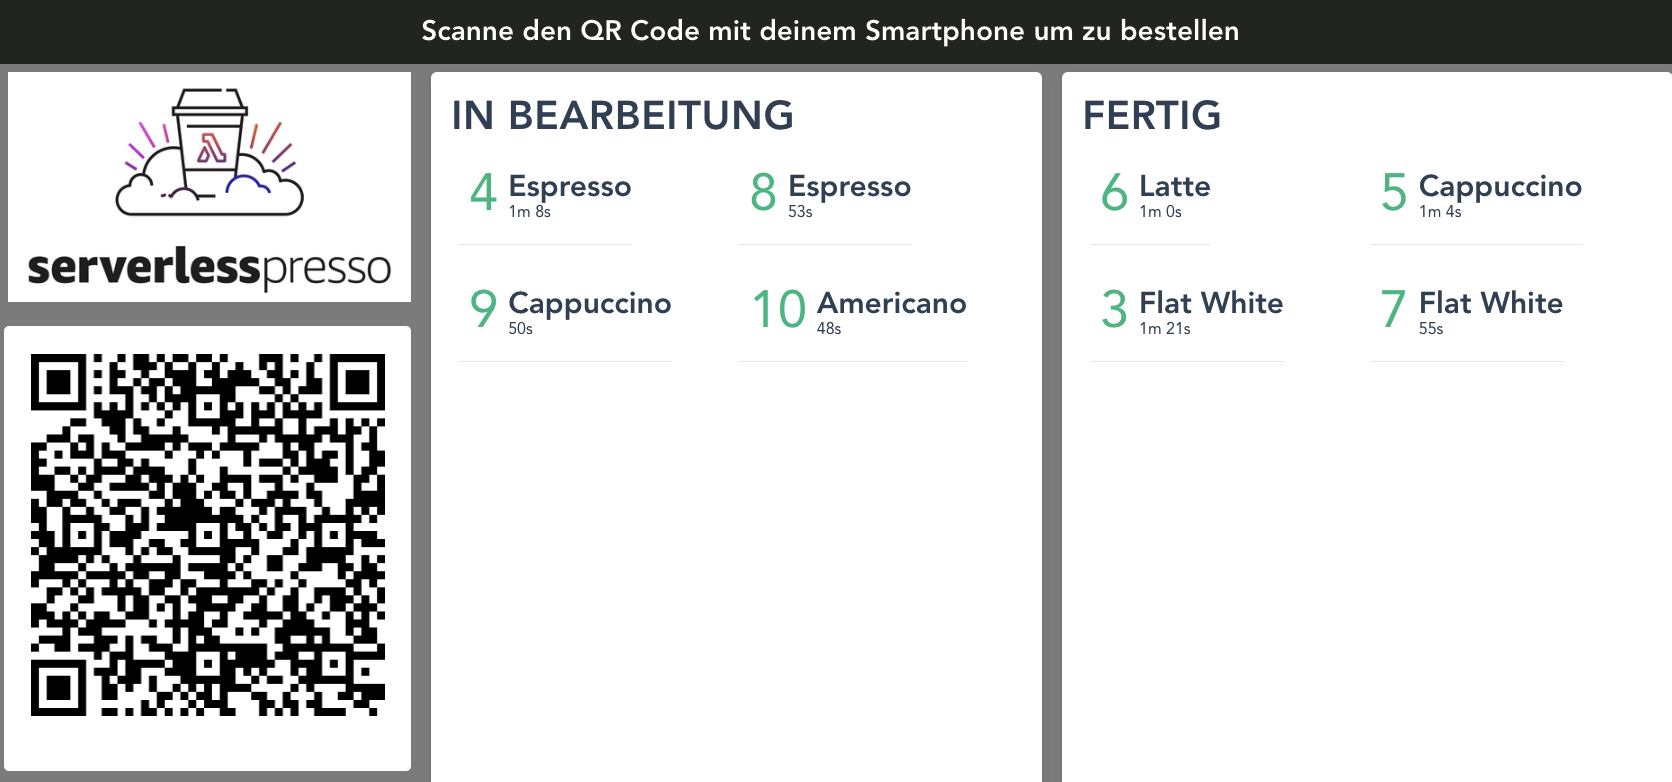 Scanne den QR Code mit deinem Smartphone um zu bestellen
serverlesspresso
IN BEARBEITUNG
4 Espresso
1m 8s
8 Espresso
53s
9 Cappuccino
50s
10 Americano
48s
FERTIG
6 Latte
1m 0s
5 Cappuccino
1m 4s
3 Flat White
1m 21s
7 Flat White
55s